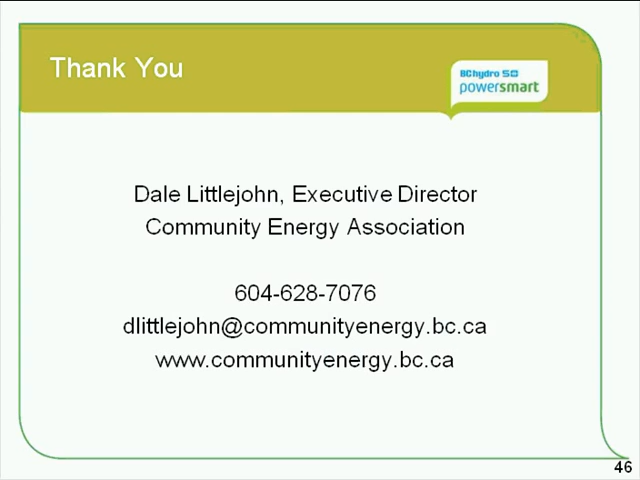 Thank You
BChydro
powersmart
Dale Littlejohn, Executive Director
Community Energy Association
604-628-7076
dlittlejohn@communityenergy.bc.ca
www.communityenergy.bc.ca
46